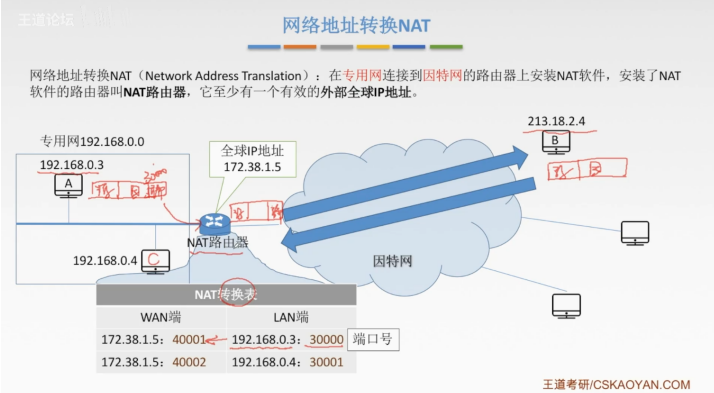 王道论坛
网络地址转换NAT
网络地址转换NAT（Network Address Translation）：在专用网连接到因特网的路由器上安装NAT软件，安装了NAT
软件的路由器叫NAT路由器，它至少有一个有效的外部全球IP地址。
213.18.2.4
B
专用网192.168.0.0
192.168.0.3
A
30000
全球IP地址
172.38.1.5
NAT路由器
192.168.0.4
C
因特网
NAT转换表
WAN端 LAN端
172.38.1.5：40001 192.168.0.3：30000 端口号
172.38.1.5：40002 192.168.0.4：30001
王道考研/CSKAOYAN.COM